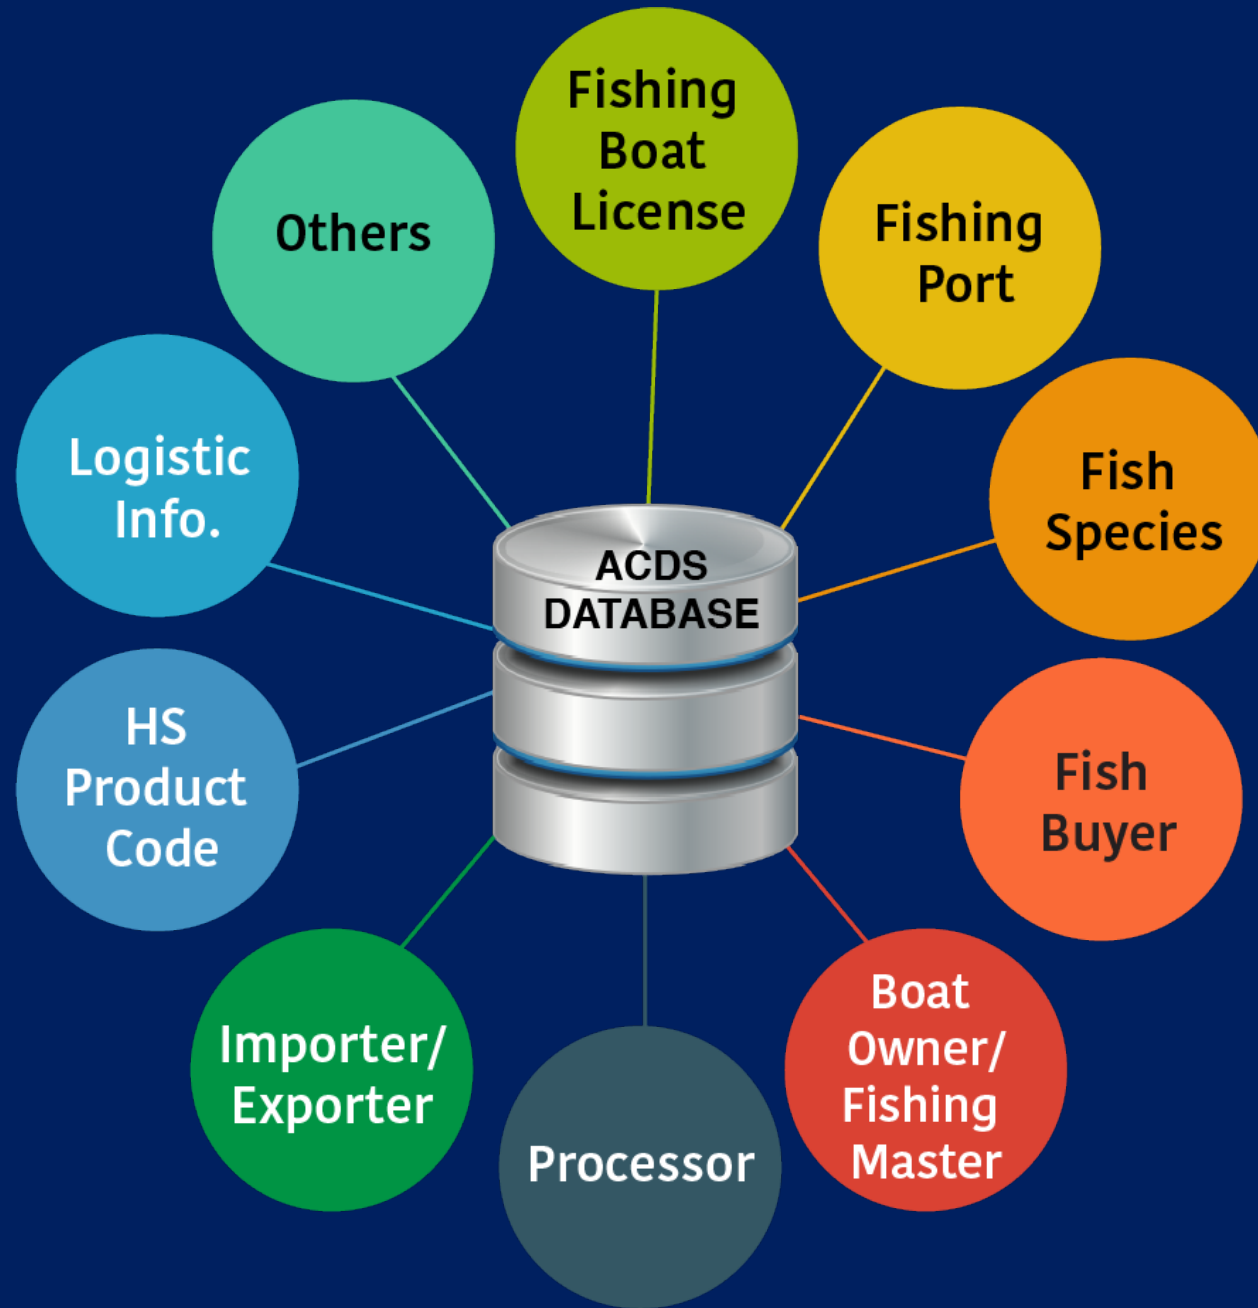 Fishing
Boat
License
Fishing
Port
Fish
Species
Fish
Buyer
Boat
Owner/
Fishing
Master
Processor
Importer/
Exporter
HS
Product
Code
Logistic
Info.
Others
ACDS
DATABASE